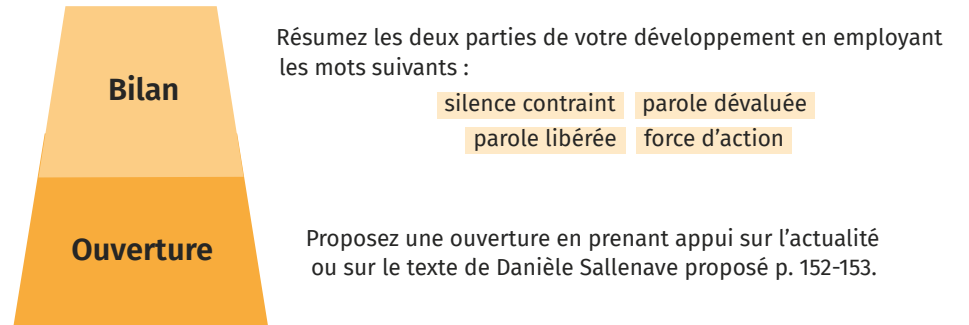 Bilan
Résumez les deux parties de votre développement en employant
les mots suivants :
silence contraint parole dévaluée
parole libérée force d’action
Ouverture
Proposez une ouverture en prenant appui sur l’actualité
ou sur le texte de Danièle Sallenave proposé p. 152-153.